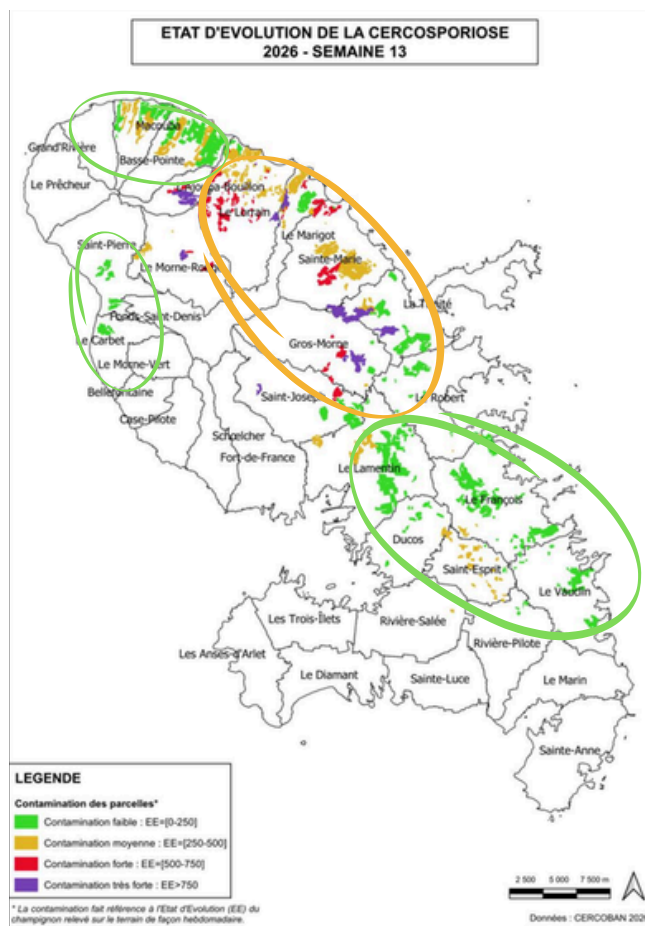 ETAT D'EVOLUTION DE LA CERCOSPORIOSE
2026 - SEMAINE 13
Macouba
Grand'Rivière
Basse-Pointe
Le Prêcheur
Le Lorrain
Le Marigot
Saint-Pierre
Sainte-Marie
Le Morne-Rouge
La Trinité
Fonds-Saint-Denis
Le Carbet
Gros-Morne
Le Morne-Vert
Bellefontaine
Saint-Joseph
Le Robert
Case-Pilote
Schœlcher
Fort-de-France
Le Lamentin
Le François
Ducos
Saint-Esprit
Le Vauclin
Les Trois-Îlets
Rivière-Salée
Rivière-Pilote
Les Anses-d'Arlet
Le Diamant
Sainte-Luce
Le Marin
Sainte-Anne
LEGENDE
Contamination des parcelles*
Contamination faible : EE=[0-250]
Contamination moyenne : EE=[250-500]
Contamination forte : EE=[500-750]
Contamination très forte : EE>750
2 500 5 000 7 500 m
* La contamination fait référence à l'Etat d'Evolution (EE) du
champignon relevé sur le terrain de façon hebdomadaire.
Données : CERCOBAN 2026